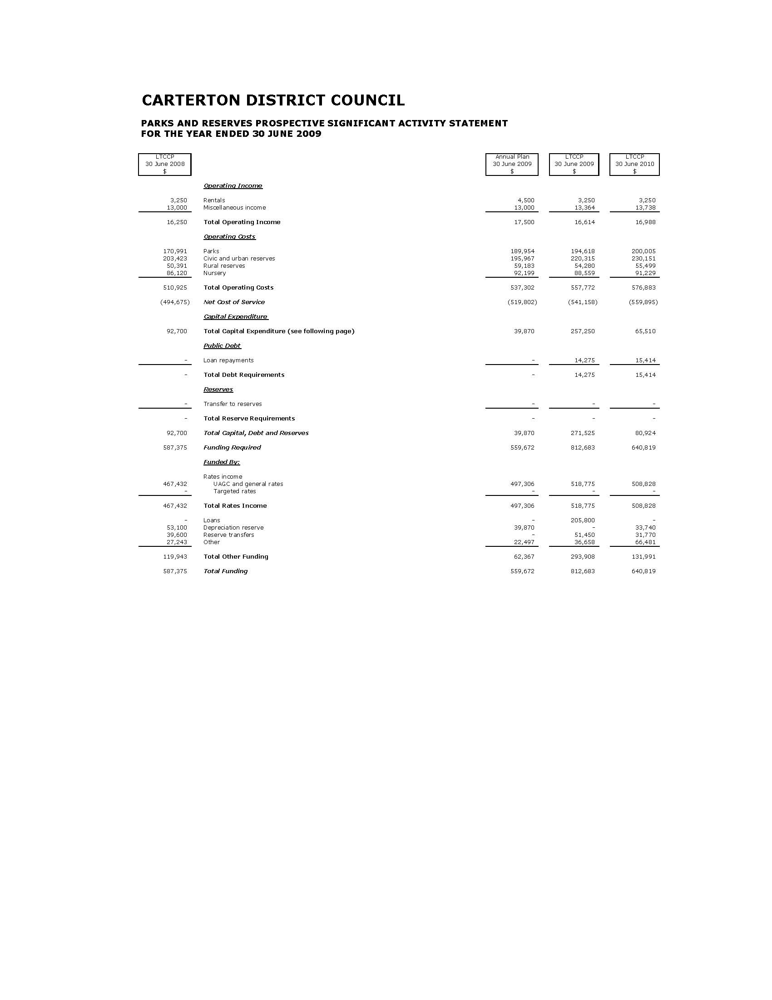 CARTERTON DISTRICT COUNCIL
PARKS AND RESERVES PROSPECTIVE SIGNIFICANT ACTIVITY STATEMENT
FOR THE YEAR ENDED 30 JUNE 2009
LTCCP Annual Plan LTCCP LTCCP
30 June 2008 30 June 2009 30 June 2009 30 June 2010
$ $ $ $
Operating Income
3,250 Rentals 4,500 3,250 3,250
13,000 Miscellaneous income 13,000 13,364 13,738
16,250 Total Operating Income 17,500 16,614 16,988
Operating Costs
170,991 Parks 189,954 194,618 200,005
203,423 Civic and urban reserves 195,967 220,315 230,151
50,391 Rural reserves 59,183 54,280 55,499
86,120 Nursery 92,199 88,559 91,229
510,925 Total Operating Costs 537,302 557,772 576,883
(494,675) Net Cost of Service (519,802) (541,158) (559,895)
Capital Expenditure
92,700 Total Capital Expenditure (see following page) 39,870 257,250 65,510
Public Debt
- Loan repayments - 14,275 15,414
- Total Debt Requirements - 14,275 15,414
Reserves
- Transfer to reserves - - -
- Total Reserve Requirements - - -
92,700 Total Capital, Debt and Reserves 39,870 271,525 80,924
587,375 Funding Required 559,672 812,683 640,819
Funded By:
Rates income
467,432 UAGC and general rates 497,306 518,775 508,828
- Targeted rates - - -
467,432 Total Rates Income 497,306 518,775 508,828
- Loans - 205,800 -
53,100 Depreciation reserve 39,870 - 33,740
39,600 Reserve transfers - 51,450 31,770
27,243 Other 22,497 36,658 66,481
119,943 Total Other Funding 62,367 293,908 131,991
587,375 Total Funding 559,672 812,683 640,819